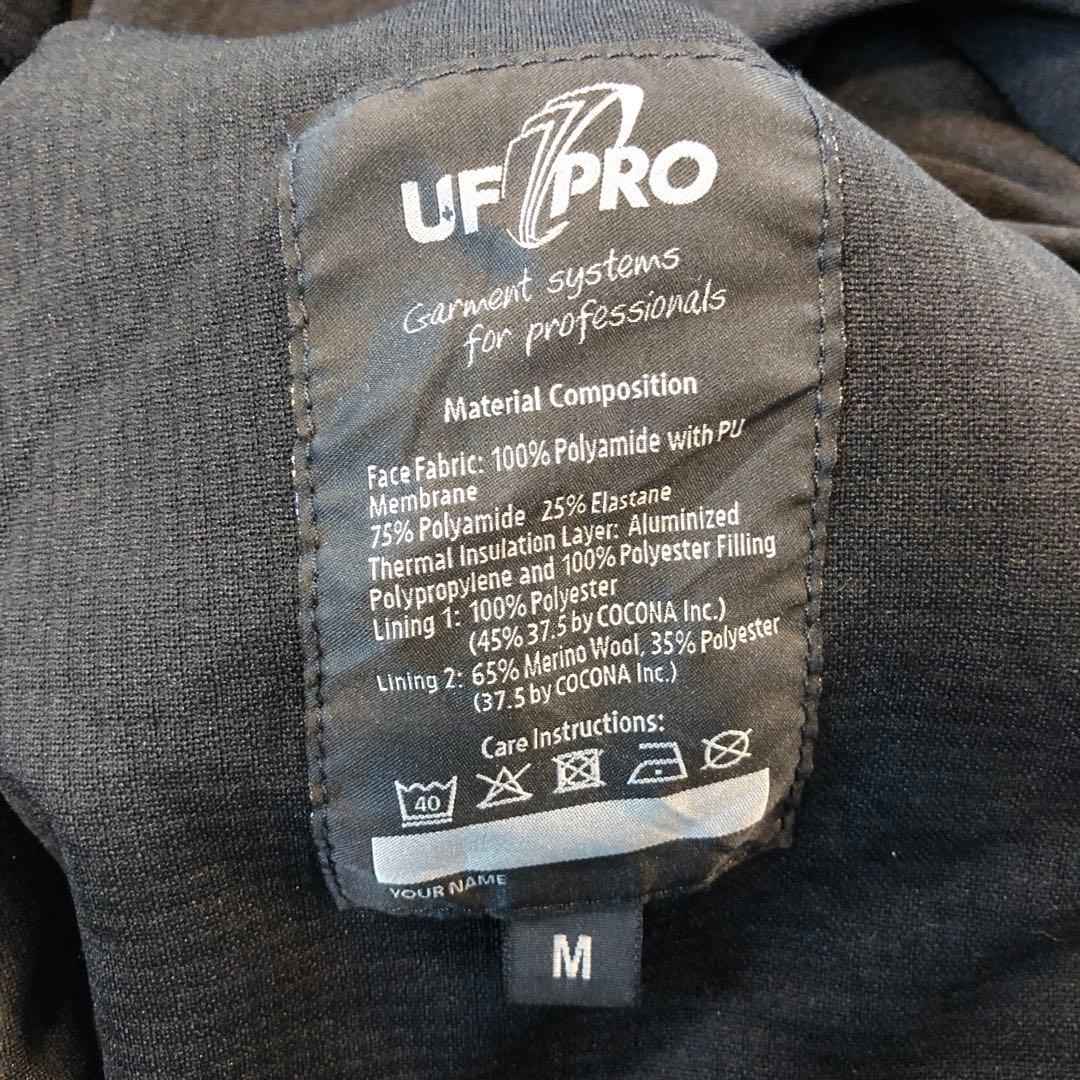 UF PRO
Garment systems
for professionals
Material Composition
Face Fabric: 100% Polyamide with PU
Membrane
75% Polyamide 25% Elastane
Thermal Insulation Layer: Aluminized
Polypropylene and 100% Polyester Filling
Lining 1: 100% Polyester
(45% 37.5 by COCONA Inc.)
Lining 2: 65% Merino Wool, 35% Polyester
(37.5 by COCONA Inc.)
Care Instructions:
40
YOUR NAME
M